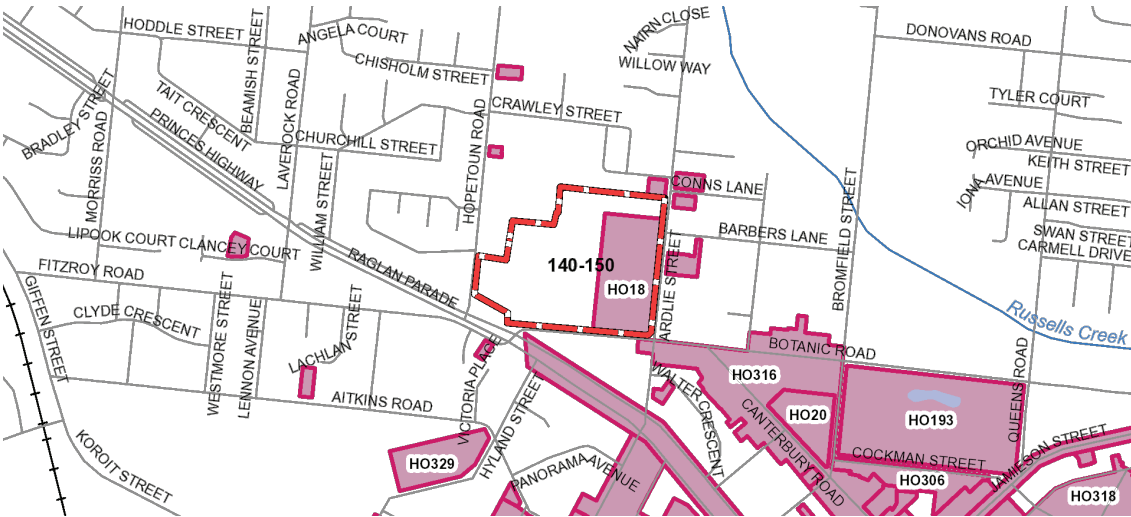 HODDLE STREET
BEAMISH STREET
ANGELA COURT
NAIRN CLOSE
DONOVANS ROAD
CHISHOLM STREET
WILLOW WAY
BRADLEY STREET
TAIT CRESCENT
LAVEROCK ROAD
TYLER COURT
CRAWLEY STREET
PRINCES HIGHWAY
CHURCHILL STREET
MORRISS ROAD
HOPETOUN ROAD
ORCHID AVENUE
KEITH STREET
WILLIAM STREET
CONNS LANE
IONA AVENUE
ALLAN STREET
BROMFIELD STREET
SWAN STREET
LIPOOK COURT
CLANCEY COURT
BARBERS LANE
CARMELL DRIVE
FITZROY ROAD
RAGLAN PARADE
140-150
HO18
ARDLIE STREET
GIFFEN STREET
CLYDE CRESCENT
WESTMORE STREET
LENNON AVENUE
LACHLAN STREET
Russells Creek
VICTORIA PLACE
BOTANIC ROAD
HO316
WALTER CRESCENT
QUEENS ROAD
AITKINS ROAD
HYLAND STREET
HO20
HO193
CANTERBURY ROAD
KOROIT STREET
HO329
PANORAMA AVENUE
COCKMAN STREET
JAMIESON STREET
HO306
HO318